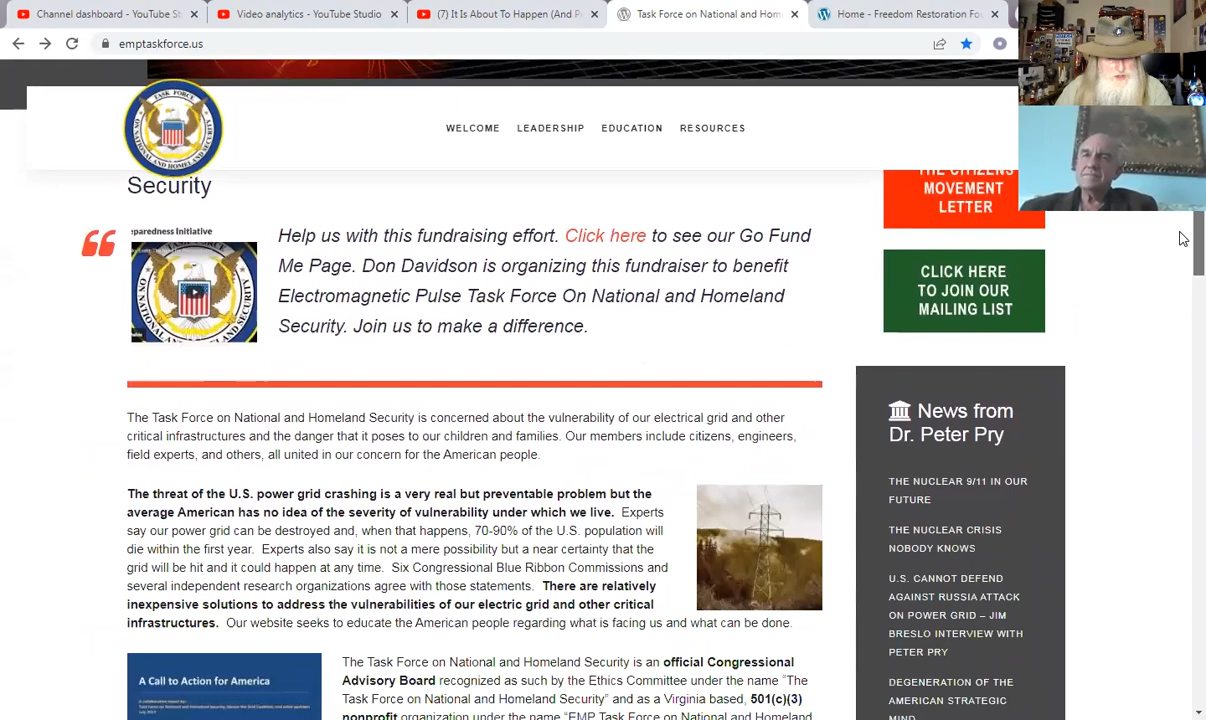 Channel dashboard - YouTube St
Video analytics - YouTube Studio
(7) It Is About To Happen (And P
Task Force on National and Hom
Home - Freedom Restoration Fou
emptaskforce.us
TASK FORCE
ON NATIONAL AND HOMELAND
SECURITY
WELCOME
LEADERSHIP
EDUCATION
RESOURCES
Security
eparedness Initiative
Help us with this fundraising effort. Click here to see our Go Fund
Me Page. Don Davidson is organizing this fundraiser to benefit
Electromagnetic Pulse Task Force On National and Homeland
Security. Join us to make a difference.
THE CITIZENS
MOVEMENT
LETTER
CLICK HERE
TO JOIN OUR
MAILING LIST
The Task Force on National and Homeland Security is concerned about the vulnerability of our electrical grid and other
critical infrastructures and the danger that it poses to our children and families. Our members include citizens, engineers,
field experts, and others, all united in our concern for the American people.
The threat of the U.S. power grid crashing is a very real but preventable problem but the
average American has no idea of the severity of vulnerability under which we live. Experts
say our power grid can be destroyed and, when that happens, 70-90% of the U.S. population will
die within the first year. Experts also say it is not a mere possibility but a near certainty that the
grid will be hit and it could happen at any time. Six Congressional Blue Ribbon Commissions and
several independent research organizations agree with those statements. There are relatively
inexpensive solutions to address the vulnerabilities of our electric grid and other critical
infrastructures. Our website seeks to educate the American people regarding what is facing us and what can be done.
A Call to Action for America
The Task Force on National and Homeland Security is an official Congressional
Advisory Board recognized as such by the Ethics Committee under the name “The
Task Force on National and Homeland Security” and as a Virginia based, 501(c)(3)
nonprofit organization under the name “EMP Task Force on National and Homeland
News from
Dr. Peter Pry
THE NUCLEAR 9/11 IN OUR
FUTURE
THE NUCLEAR CRISIS
NOBODY KNOWS
U.S. CANNOT DEFEND
AGAINST RUSSIA ATTACK
ON POWER GRID – JIM
BRESLO INTERVIEW WITH
PETER PRY
DEGENERATION OF THE
AMERICAN STRATEGIC
MIND